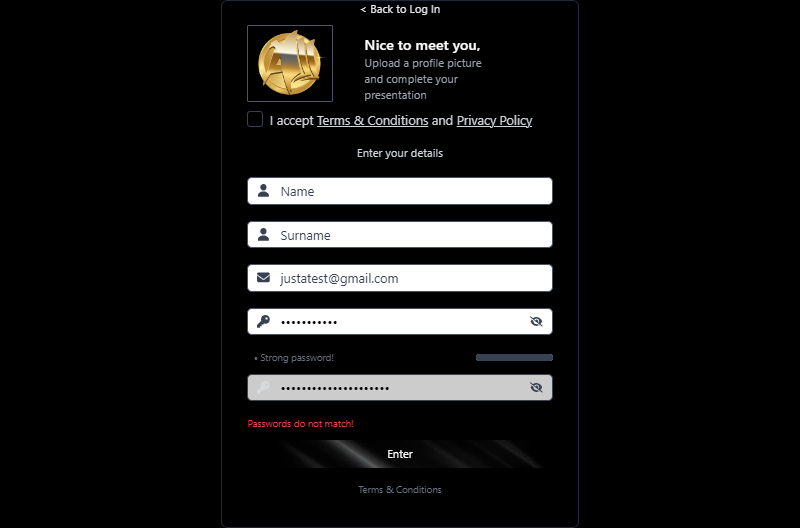 < Back to Log In
Nice to meet you,
Upload a profile picture
and complete your
presentation
I accept Terms & Conditions and Privacy Policy
Enter your details
Name
Surname
justatest@gmail.com
•••••••••••
• Strong password!
•••••••••••••••••••••
Passwords do not match!
Enter
Terms & Conditions